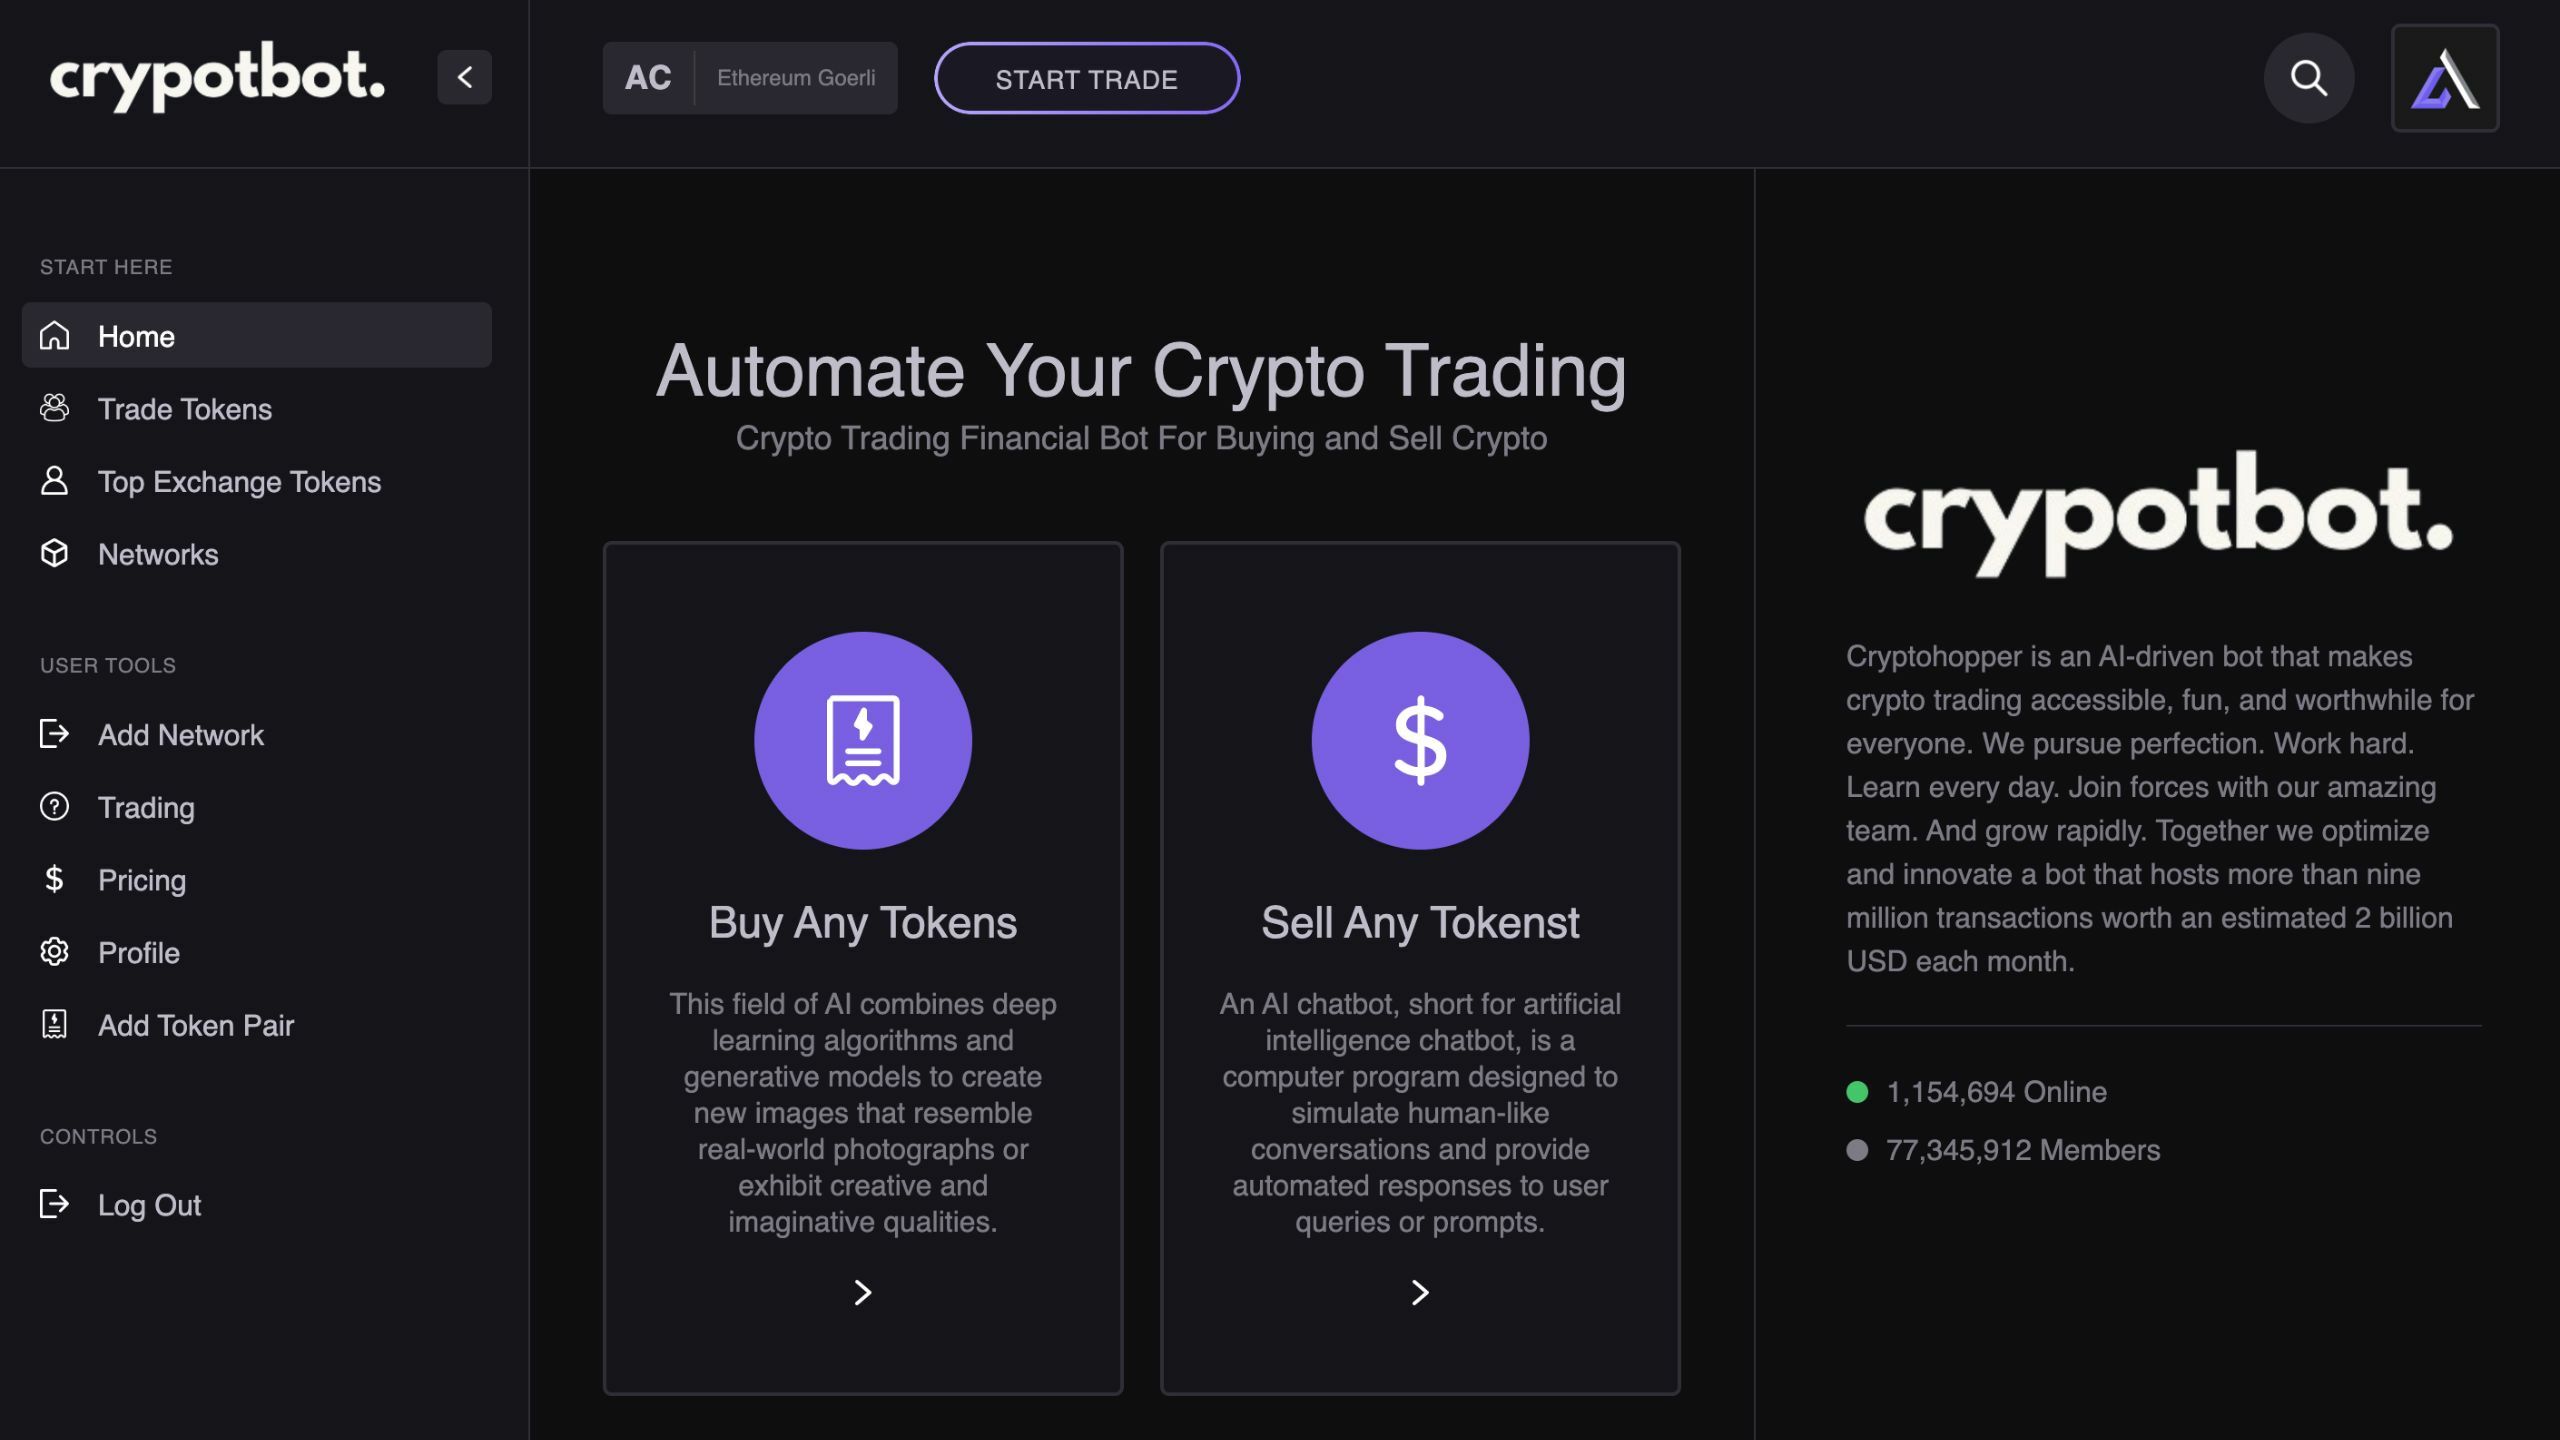 crypotbot.
AC
Ethereum Goerli
START TRADE
START HERE
Home
Trade Tokens
Top Exchange Tokens
Networks
USER TOOLS
Add Network
Trading
Pricing
Profile
Add Token Pair
CONTROLS
Log Out
Automate Your Crypto Trading
Crypto Trading Financial Bot For Buying and Sell Crypto
Buy Any Tokens
This field of AI combines deep
learning algorithms and
generative models to create
new images that resemble
real-world photographs or
exhibit creative and
imaginative qualities.
Sell Any Tokenst
An AI chatbot, short for artificial
intelligence chatbot, is a
computer program designed to
simulate human-like
conversations and provide
automated responses to user
queries or prompts.
crypotbot.
Cryptohopper is an AI-driven bot that makes
crypto trading accessible, fun, and worthwhile for
everyone. We pursue perfection. Work hard.
Learn every day. Join forces with our amazing
team. And grow rapidly. Together we optimize
and innovate a bot that hosts more than nine
million transactions worth an estimated 2 billion
USD each month.
1,154,694 Online
77,345,912 Members